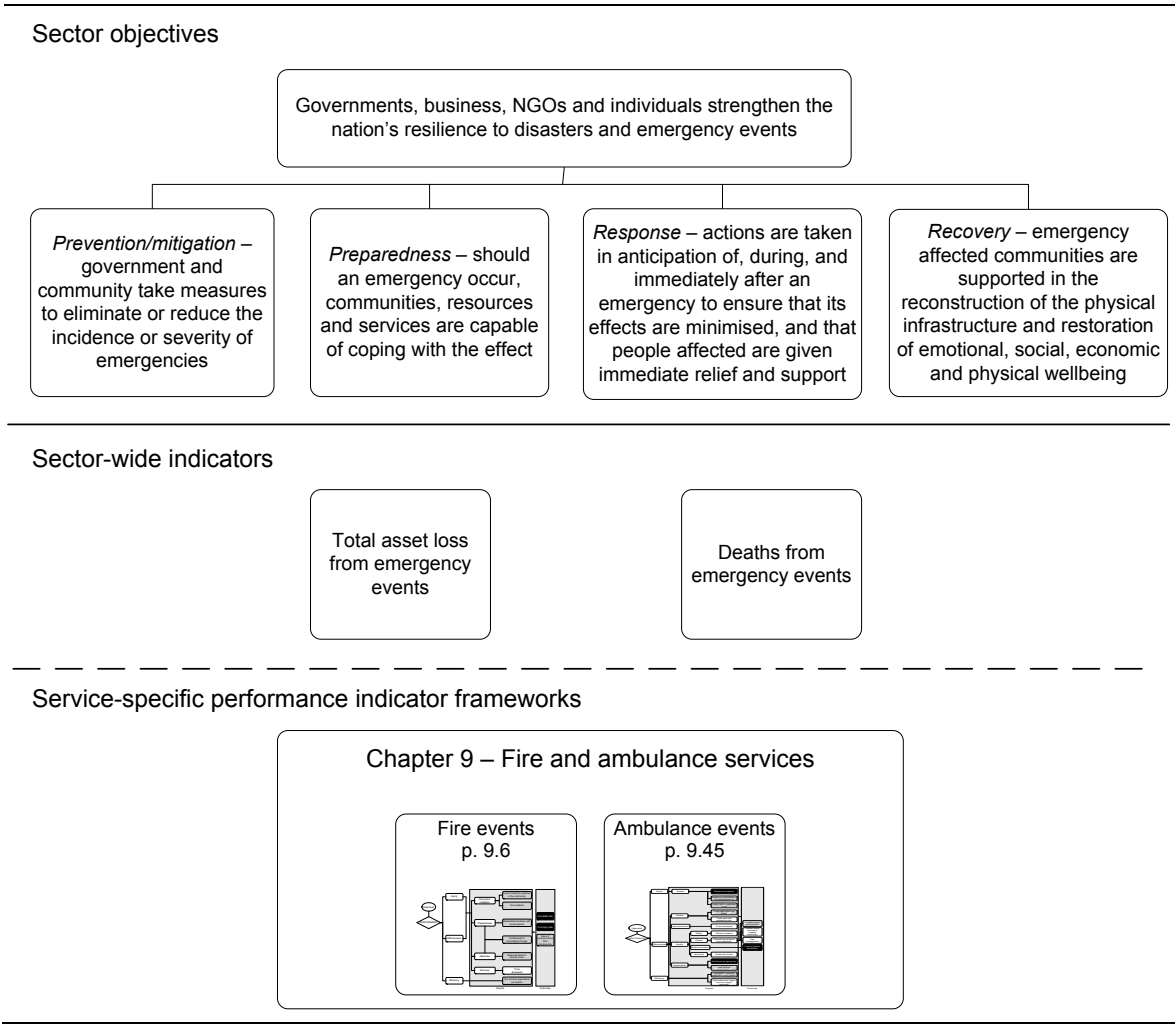 Sector objectives
Governments, business, NGOs and individuals strengthen the
nation's resilience to disasters and emergency events
Prevention/mitigation –
government and
community take measures
to eliminate or reduce the
incidence or severity of
emergencies
Preparedness – should
an emergency occur,
communities, resources
and services are capable
of coping with the effect
Response – actions are taken
in anticipation of, during, and
immediately after an
emergency to ensure that its
effects are minimised, and that
people affected are given
immediate relief and support
Recovery – emergency
affected communities are
supported in the
reconstruction of the physical
infrastructure and restoration
of emotional, social, economic
and physical wellbeing
Sector-wide indicators
Total asset loss
from emergency
events
Deaths from
emergency events
Service-specific performance indicator frameworks
Chapter 9 – Fire and ambulance services
Fire events
p. 9.6
Ambulance events
p. 9.45